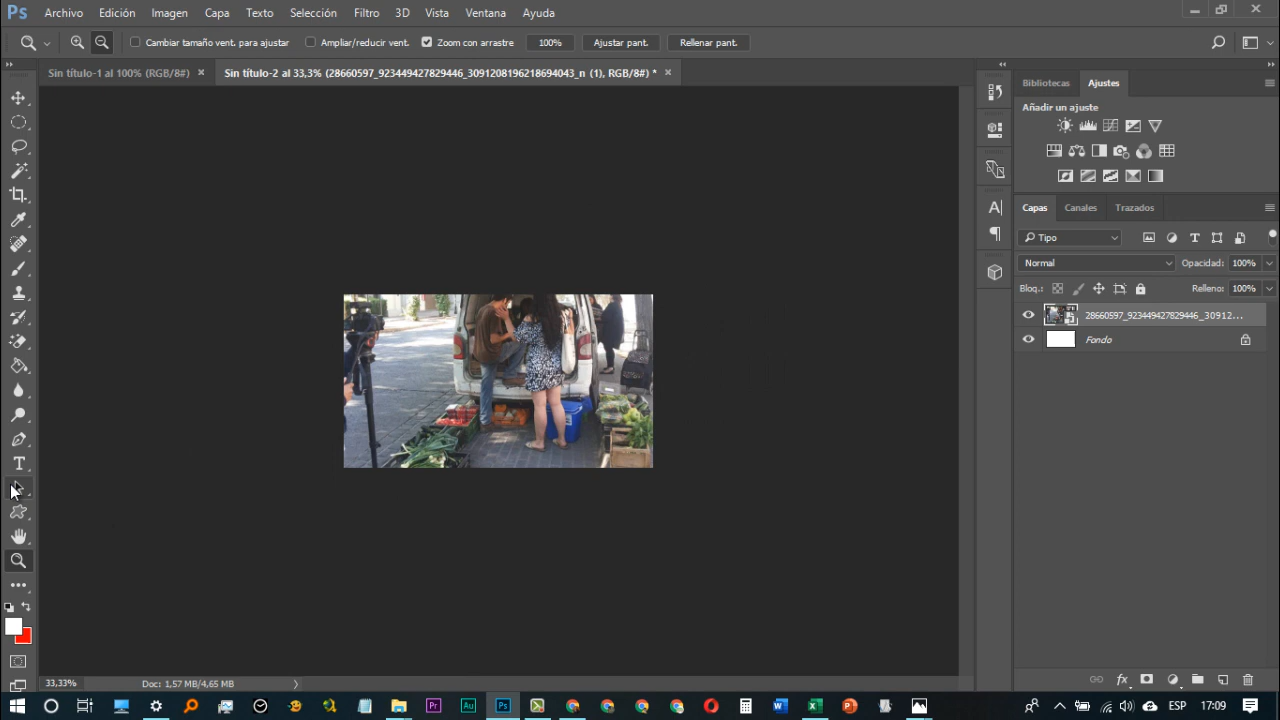 Ps Archivo Edición Imagen Capa Texto Selección Filtro 3D Vista Ventana Ayuda
Cambiar tamaño vent. para ajustar Ampliar/reducir vent. Zoom con arrastre 100% Ajustar pant. Rellenar pant.
Sin título-1 al 100% (RGB/8#) × Sin título-2 al 33,3% (28660597_923449427829446_3091208196218694043_n (1), RGB/8#) * ×
Bibliotecas Ajustes
Añadir un ajuste
Capas Canales Trazados
Tipo
Normal Opacidad: 100%
Bloq.: Relleno: 100%
28660597_923449427829446_30912...
Fondo
33,33% Doc: 1,57 MB/4,65 MB
ESP 17:09